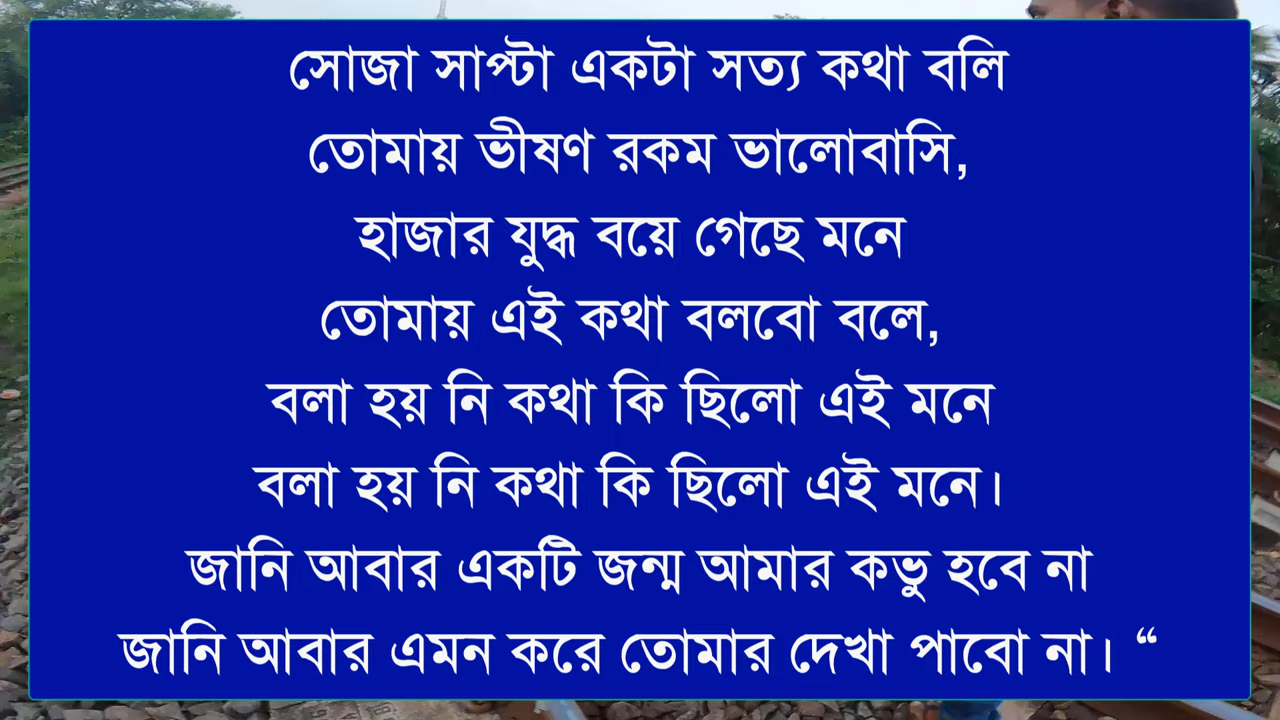 সোজা সাপ্টা একটা সত্য কথা বলি
তোমায় ভীষণ রকম ভালোবাসি,
হাজার যুদ্ধ বয়ে গেছে মনে
তোমায় এই কথা বলবো বলে,
বলা হয় নি কথা কি ছিলো এই মনে
বলা হয় নি কথা কি ছিলো এই মনে।
জানি আবার একটি জন্ম আমার কভু হবে না
জানি আবার এমন করে তোমার দেখা পাবো না। “